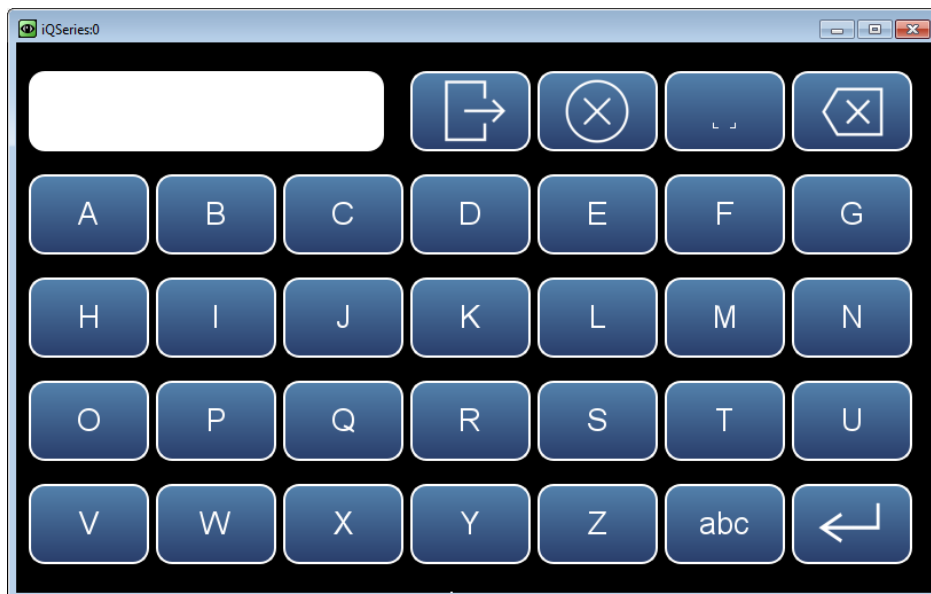 iQSeries:0
A B C D E F G
H I J K L M N
O P Q R S T U
V W X Y Z abc